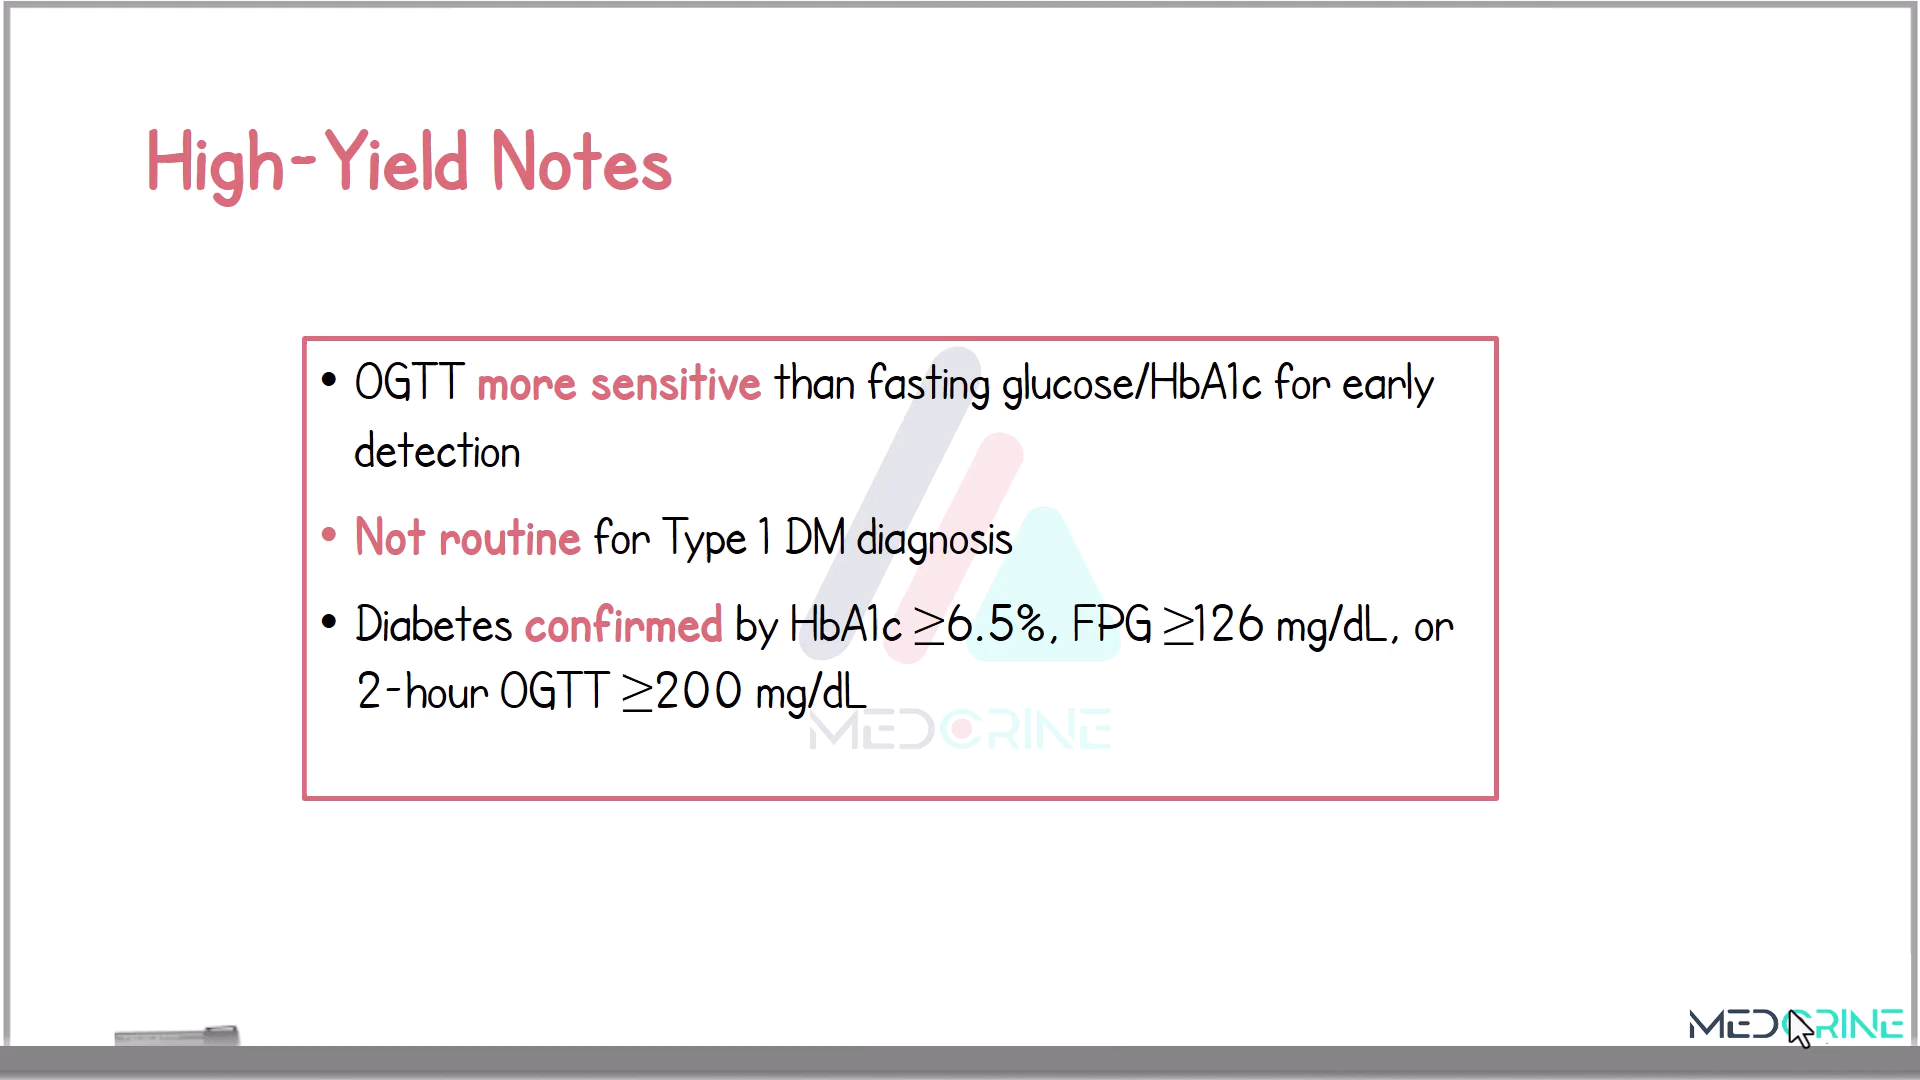 High-Yield Notes
• OGTT more sensitive than fasting glucose/HbA1c for early
detection
• Not routine for Type 1 DM diagnosis
• Diabetes confirmed by HbA1c ≥6.5%, FPG ≥126 mg/dL, or
2-hour OGTT ≥200 mg/dL
MEDCRINE
MEDCRINE